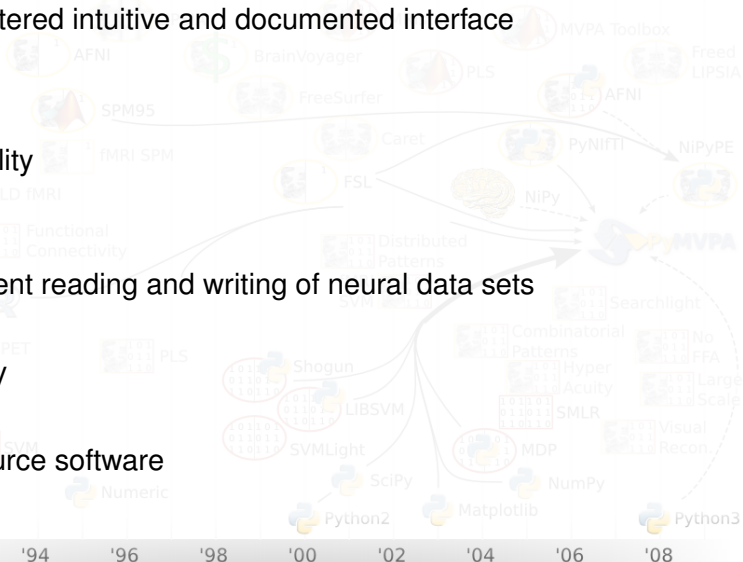 tered intuitive and documented interface
MVPA Toolbox
AFNI
BrainVoyager
Freed
LIPSIA
PLS
FreeSurfer
AFNI
SPM95
Caret
PyNIfTI
NiPyPE
lity
fMRI SPM
FSL
LD fMRI
NiPy
Functional
Connectivity
Distributed
Patterns
PyMVPA
ent reading and writing of neural data sets
SVM
Searchlight
Combinatorial
Patterns
No
FFA
PET
PLS
Shogun
Hyper
Acuity
Large
Scale
y
LIBSVM
SMLR
Visual
Recon.
SVM
SVMLight
MDP
urce software
Numeric
SciPy
NumPy
Matplotlib
Python2
Python3
'94 '96 '98 '00 '02 '04 '06 '08